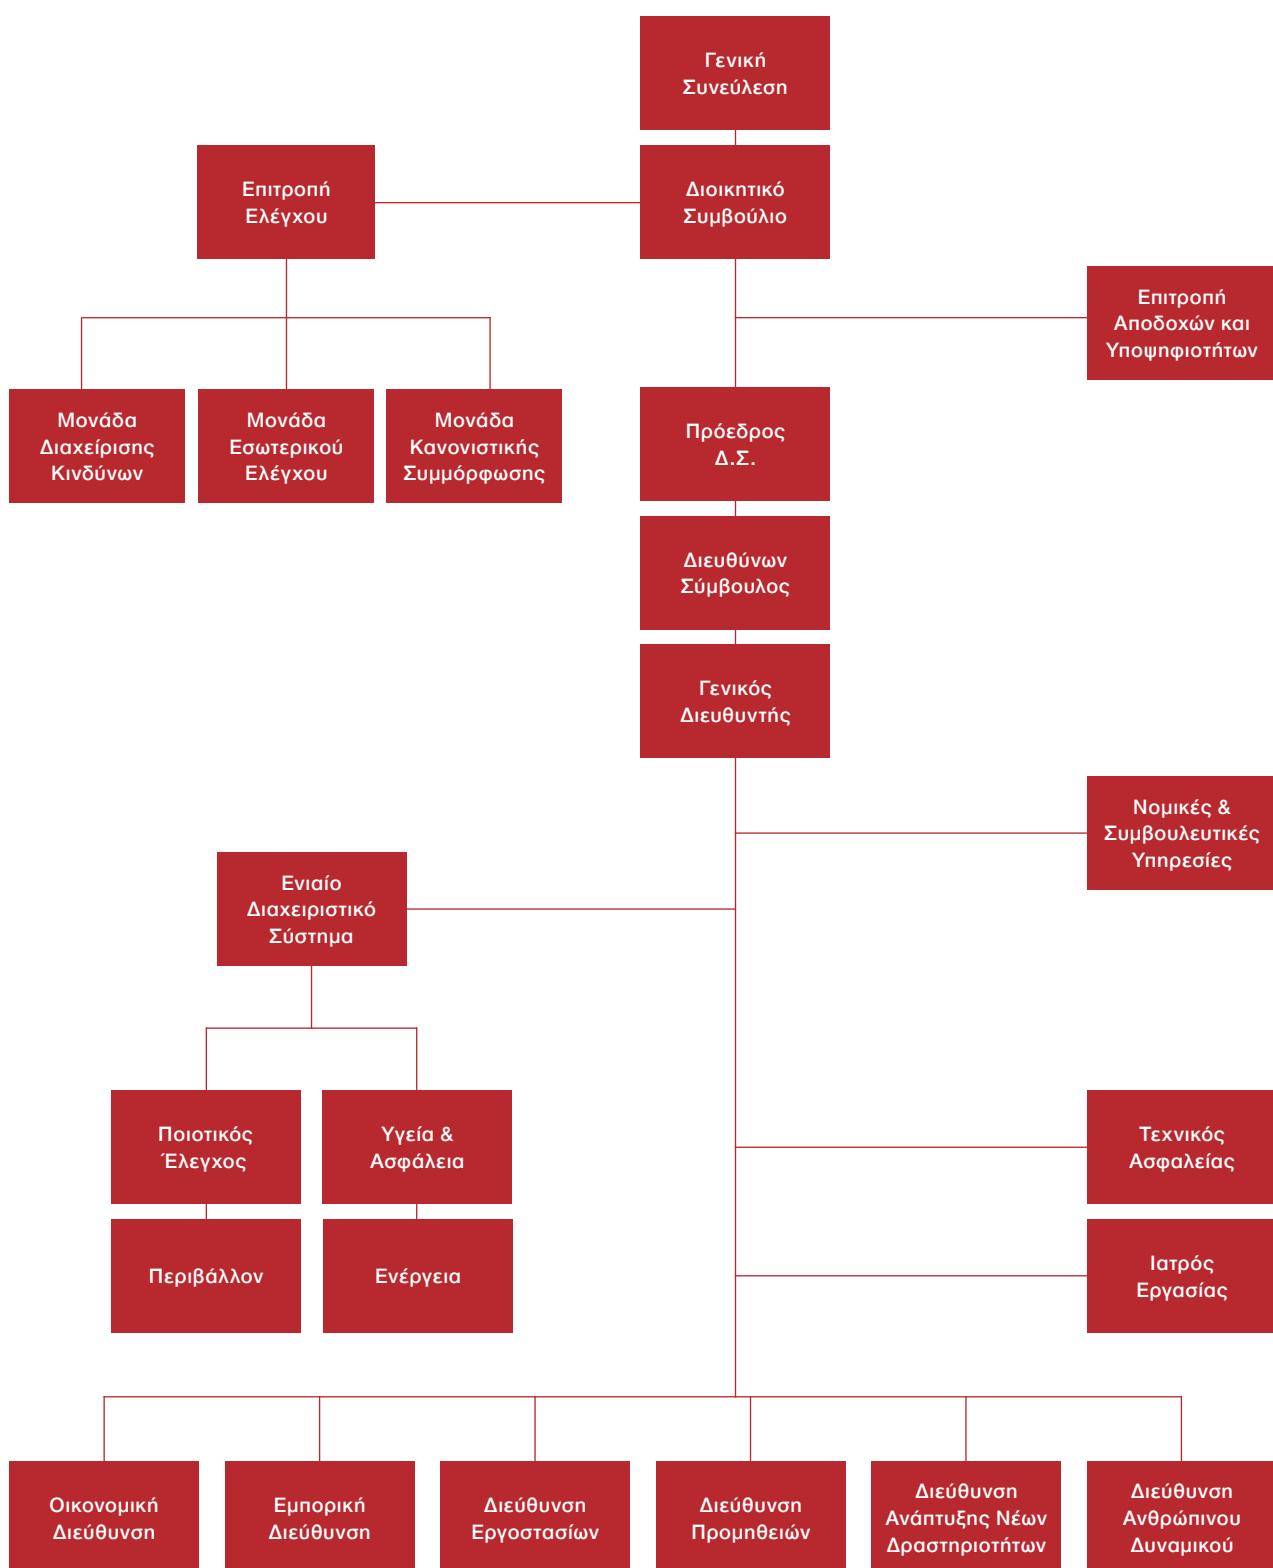 Γενική
Συνεύλεση
Επιτροπή
Ελέγχου
Διοικητικό
Συμβούλιο
Επιτροπή
Αποδοχών και
Υποψηφιοτήτων
Μονάδα
Διαχείρισης
Κινδύνων
Μονάδα
Εσωτερικού
Ελέγχου
Μονάδα
Κανονιστικής
Συμμόρφωσης
Πρόεδρος
Δ.Σ.
Διευθύνων
Σύμβουλος
Γενικός
Διευθυντής
Νομικές &
Συμβουλευτικές
Υπηρεσίες
Ενιαίο
Διαχειριστικό
Σύστημα
Ποιοτικός
Έλεγχος
Υγεία &
Ασφάλεια
Τεχνικός
Ασφαλείας
Περιβάλλον
Ενέργεια
Ιατρός
Εργασίας
Οικονομική
Διεύθυνση
Εμπορική
Διεύθυνση
Διεύθυνση
Εργοστασίων
Διεύθυνση
Προμηθειών
Διεύθυνση
Ανάπτυξης Νέων
Δραστηριοτήτων
Διεύθυνση
Ανθρώπινου
Δυναμικού